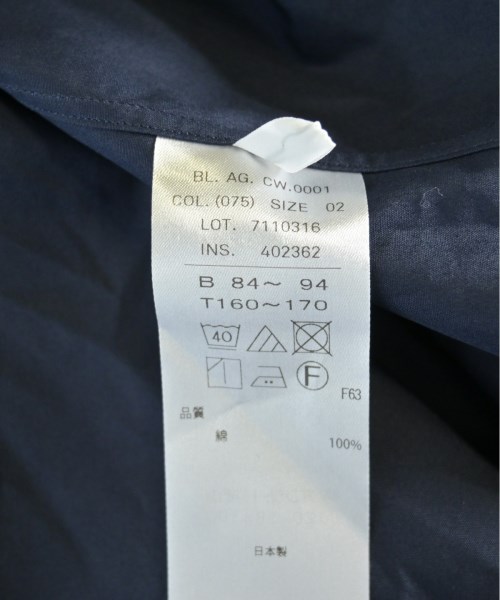 BL. AG. CW.0001
COL. (075) SIZE 02
LOT. 7110316
INS. 402362
B 84～ 94
T160～170
40
F
F63
品質
綿 100%
日本製